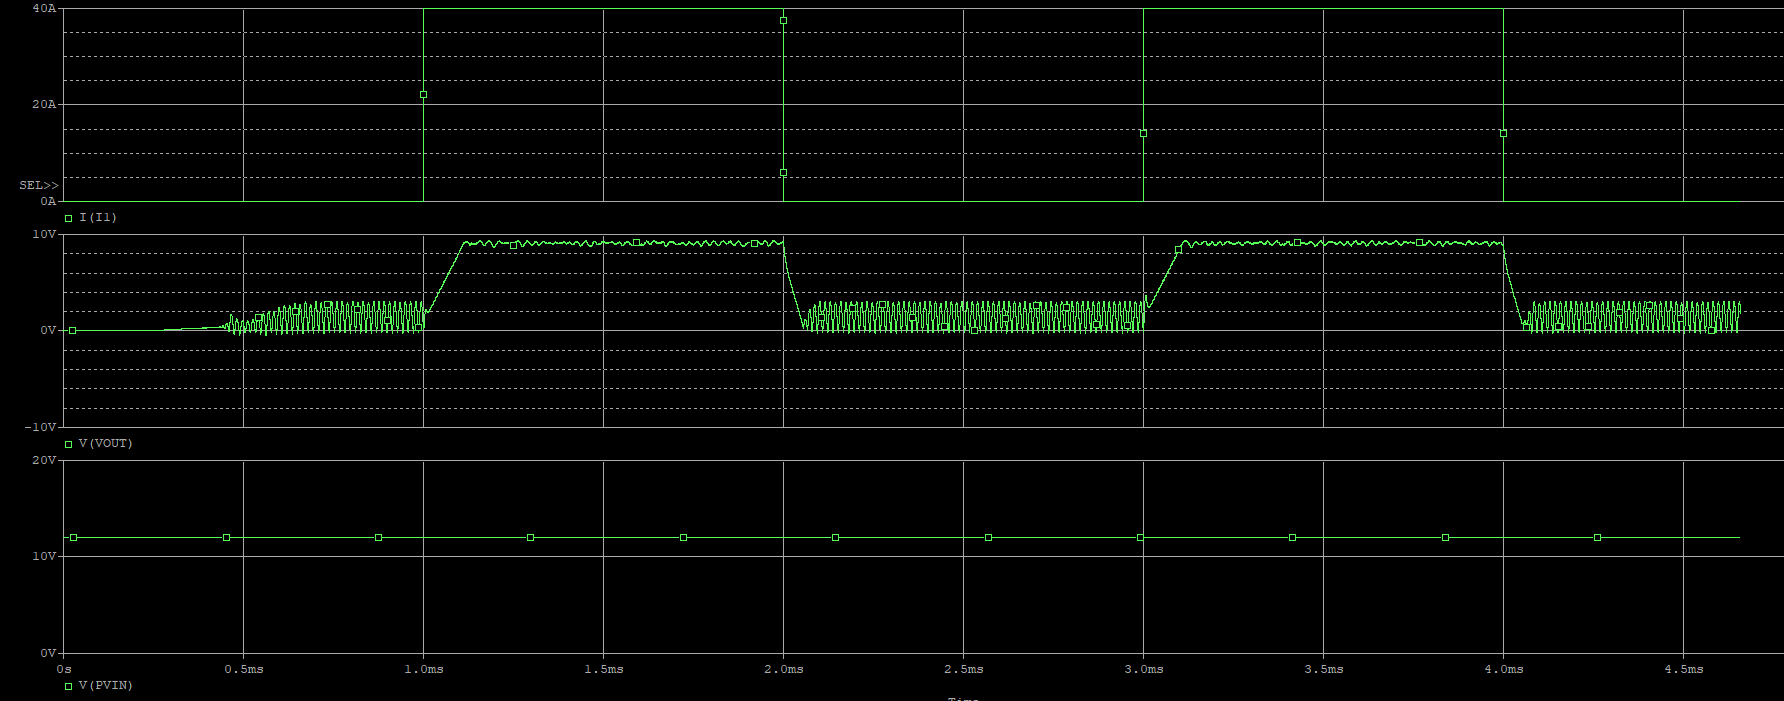 40A
20A
SEL>>
0A
I(I1)
10V
0V
-10V
V(VOUT)
20V
10V
0V
0s 0.5ms 1.0ms 1.5ms 2.0ms 2.5ms 3.0ms 3.5ms 4.0ms 4.5ms
V(PVIN)
Time